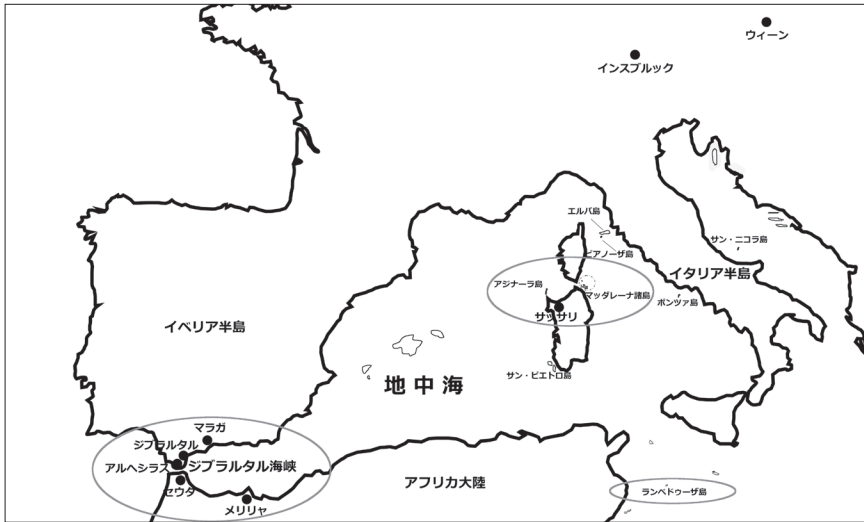 ウィーン
インスブルック
エルバ島
ピアノーザ島
サン・ニコラ島
イタリア半島
アジナーラ島
マッダレーナ諸島
ポンツァ島
サッサリ
イベリア半島
サン・ピエトロ島
地中海
マラガ
ジブラルタル
アルヘシラス
ジブラルタル海峡
セウタ
メリリャ
アフリカ大陸
ランペドゥーザ島